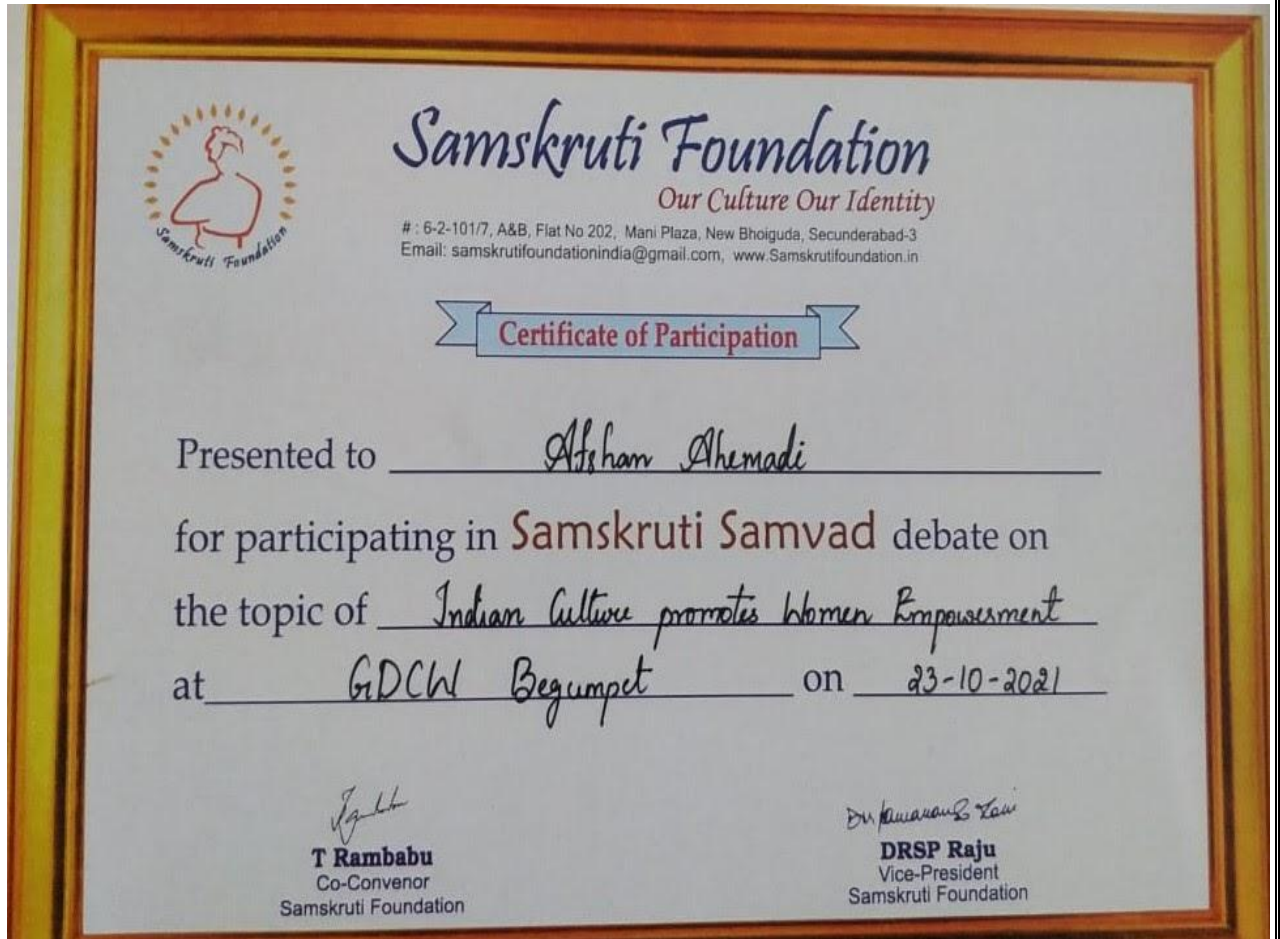 Samskruti Foundation
Samskruti Foundation
Our Culture Our Identity
# : 6-2-101/7, A&B, Flat No 202, Mani Plaza, New Bhoiguda, Secunderabad-3
Email: samskrutifoundationindia@gmail.com, www.Samskrutifoundation.in
Certificate of Participation
Presented to Afshan Ahemadi
for participating in Samskruti Samvad debate on
the topic of Indian Culture promotes Women Empowerment
at GDCW Begumpet on 23-10-2021
T Rambabu
Co-Convenor
Samskruti Foundation
DRSP Raju
Vice-President
Samskruti Foundation